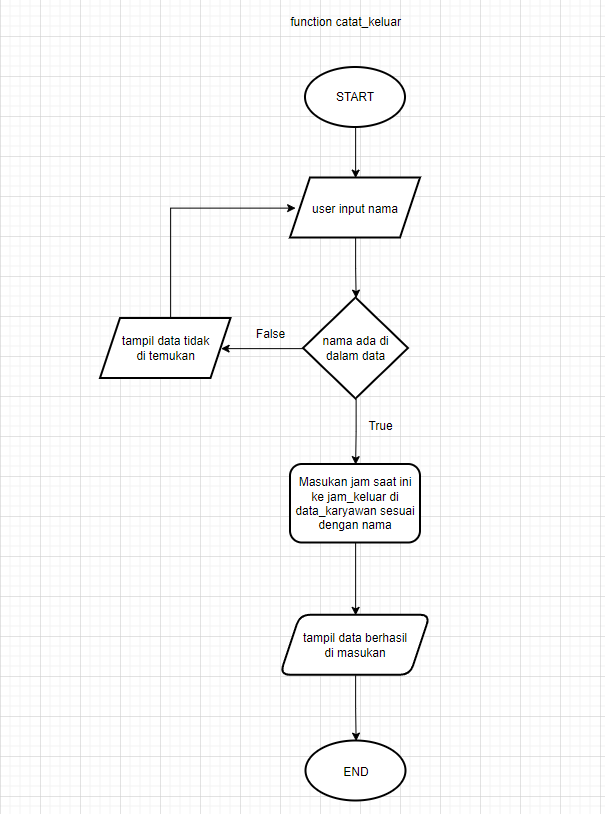 function catat_keluar
START
user input nama
nama ada di
dalam data
False
tampil data tidak
di temukan
True
Masukan jam saat ini
ke jam_keluar di
data_karyawan sesuai
dengan nama
tampil data berhasil
di masukan
END